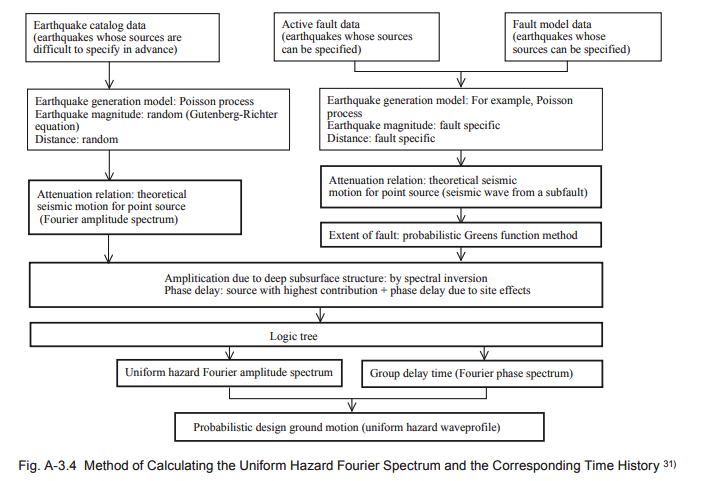 Earthquake catalog data
(earthquakes whose sources are
difficult to specify in advance)
Active fault data
(earthquakes whose sources
can be specified)
Fault model data
(earthquakes whose
sources can be specified)
Earthquake generation model: Poisson process
Earthquake magnitude: random (Gutenberg-Richter
equation)
Distance: random
Earthquake generation model: For example, Poisson
process
Earthquake magnitude: fault specific
Distance: fault specific
Attenuation relation: theoretical
seismic motion for point source
(Fourier amplitude spectrum)
Attenuation relation: theoretical seismic
motion for point source (seismic wave from a subfault)
Extent of fault: probabilistic Greens function method
Amplitication due to deep subsurface structure: by spectral inversion
Phase delay: source with highest contribution + phase delay due to site effects
Logic tree
Uniform hazard Fourier amplitude spectrum
Group delay time (Fourier phase spectrum)
Probabilistic design ground motion (uniform hazard waveprofile)
Fig. A-3.4 Method of Calculating the Uniform Hazard Fourier Spectrum and the Corresponding Time History 31)